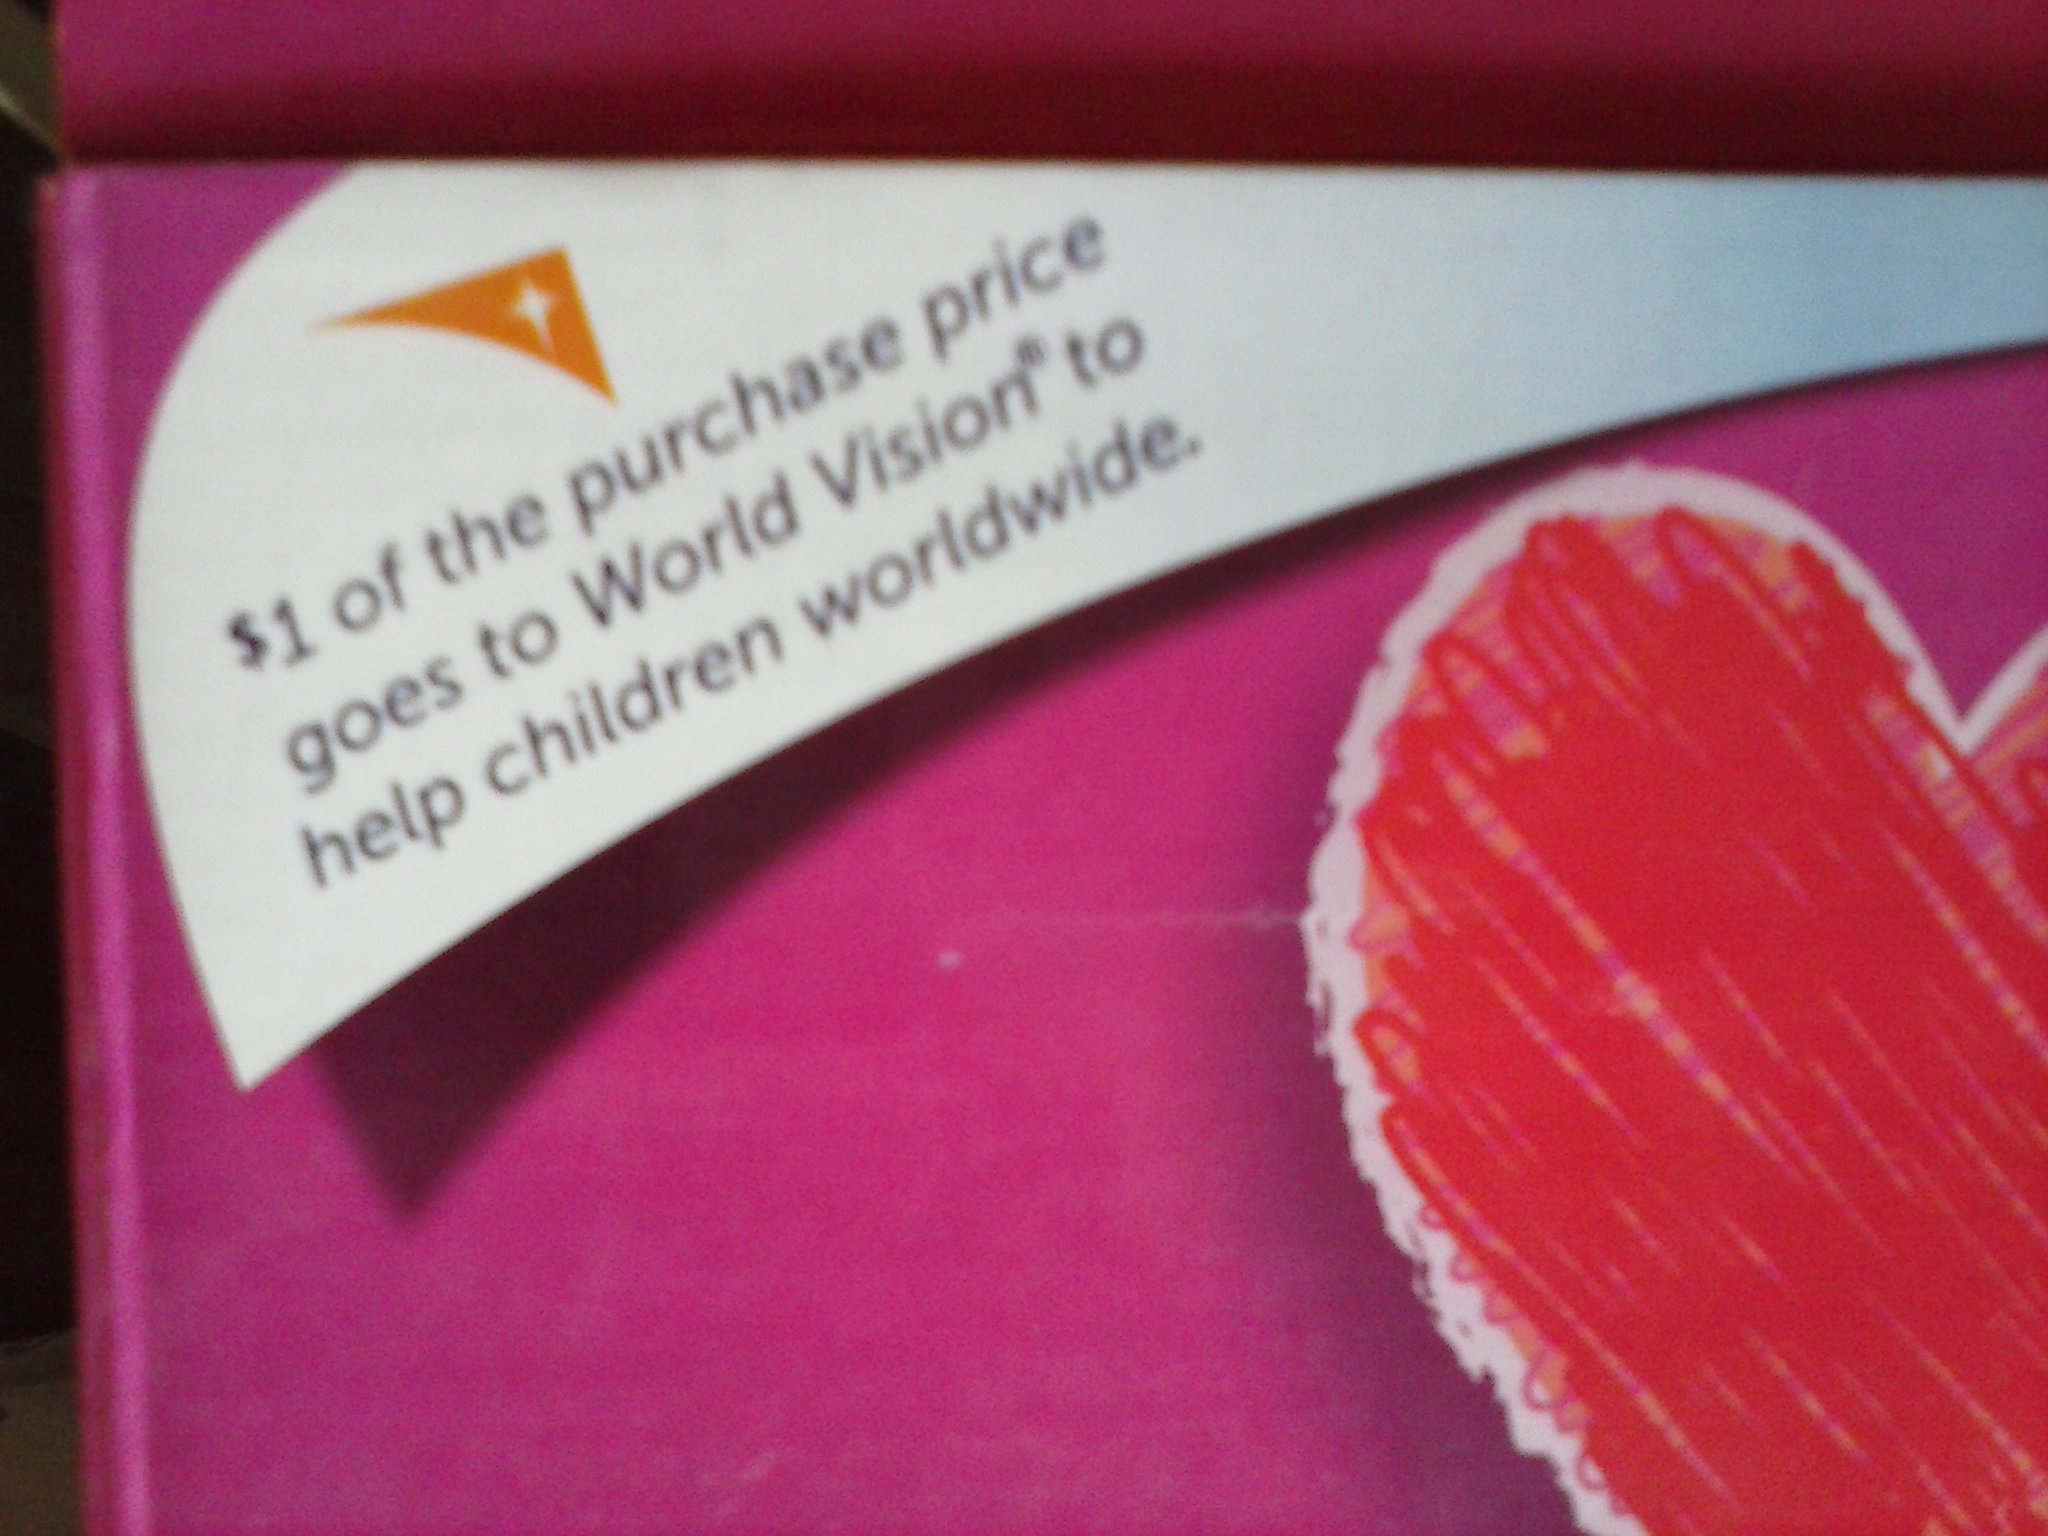 $1 of the purchase price
goes to World Vision® to
help children worldwide.